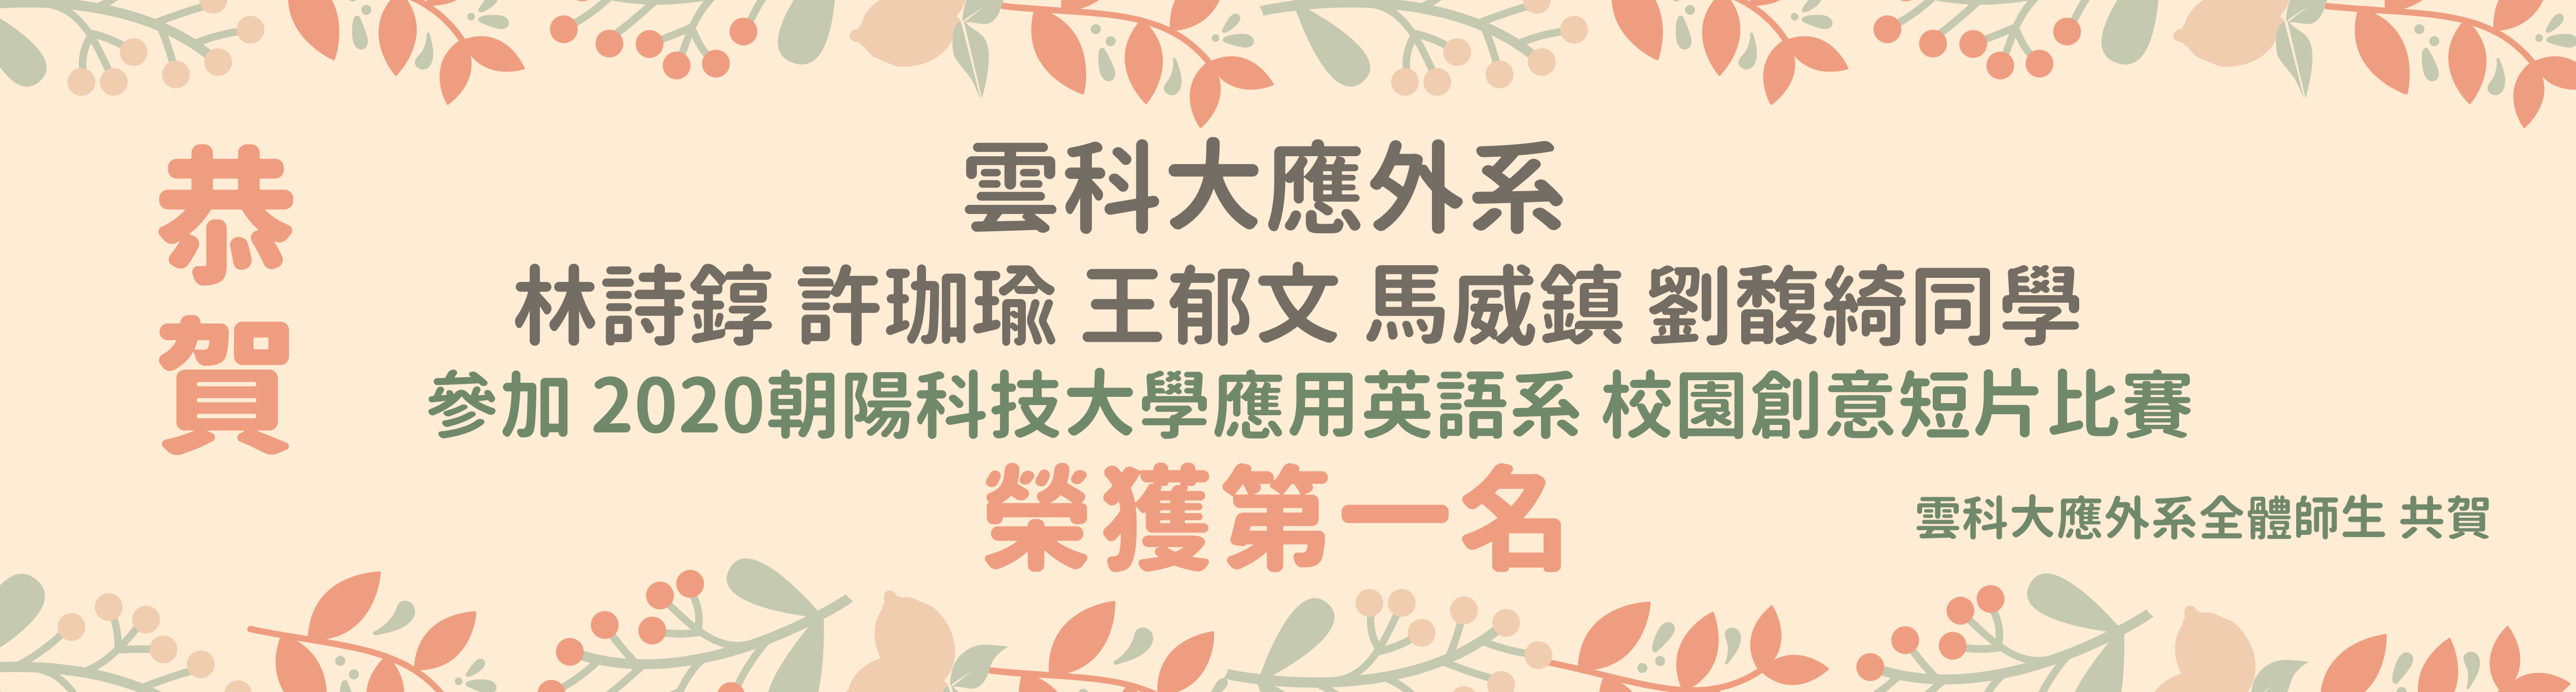 恭賀
雲科大應外系
林詩錞 許珈瑜 王郁文 馬威鎮 劉馥綺同學
參加 2020朝陽科技大學應用英語系 校園創意短片比賽
榮獲第一名
雲科大應外系全體師生 共賀